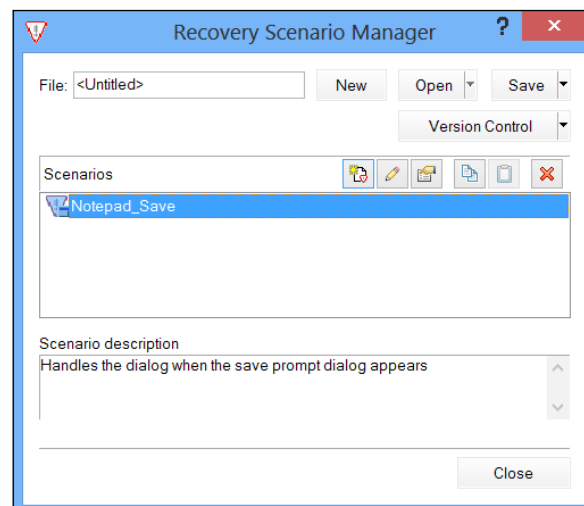 Recovery Scenario Manager ?
File: <Untitled> New Open Save
Version Control
Scenarios
Notepad_Save
Scenario description
Handles the dialog when the save prompt dialog appears
Close